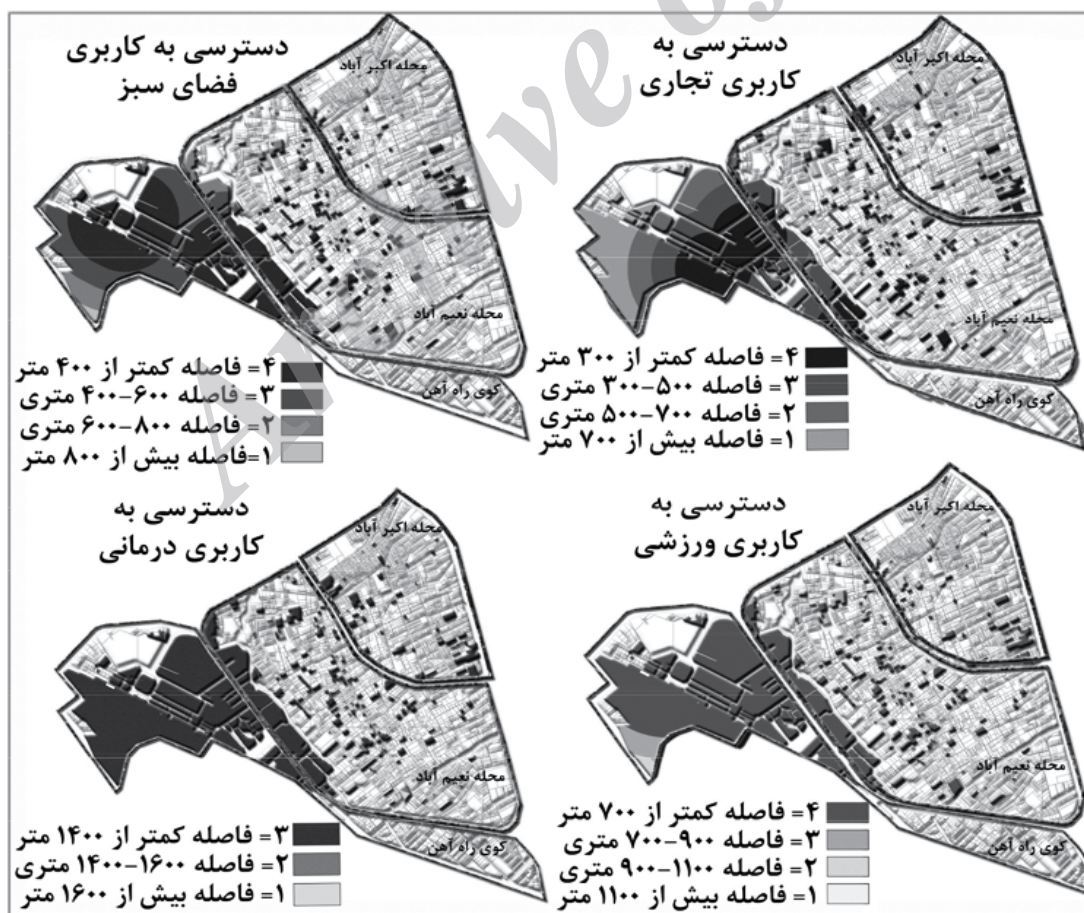 دسترسی به
کاربری تجاری
محله اکبر آباد
محله نعیم آباد
کوی راه آهن
۴= فاصله کمتر از ۳۰۰ متر
۳= فاصله ۵۰۰-۳۰۰ متری
۲= فاصله ۷۰۰-۵۰۰ متری
۱= فاصله بیش از ۷۰۰ متر
دسترسی به کاربری
فضای سبز
محله اکبر آباد
محله نعیم آباد
کوی راه آهن
۴= فاصله کمتر از ۴۰۰ متر
۳= فاصله ۶۰۰-۴۰۰ متری
۲= فاصله ۸۰۰-۶۰۰ متری
۱=فاصله بیش از ۸۰۰ متر
دسترسی به
کاربری ورزشی
محله اکبر آباد
محله نعیم آباد
کوی راه آهن
۴= فاصله کمتر از ۷۰۰ متر
۳= فاصله ۹۰۰-۷۰۰ متری
۲= فاصله ۱۱۰۰-۹۰۰ متری
۱= فاصله بیش از ۱۱۰۰ متر
دسترسی به
کاربری درمانی
محله اکبر آباد
محله نعیم آباد
کوی راه آهن
۳= فاصله کمتر از ۱۴۰۰ متر
۲= فاصله ۱۶۰۰-۱۴۰۰ متری
۱= فاصله بیش از ۱۶۰۰ متر